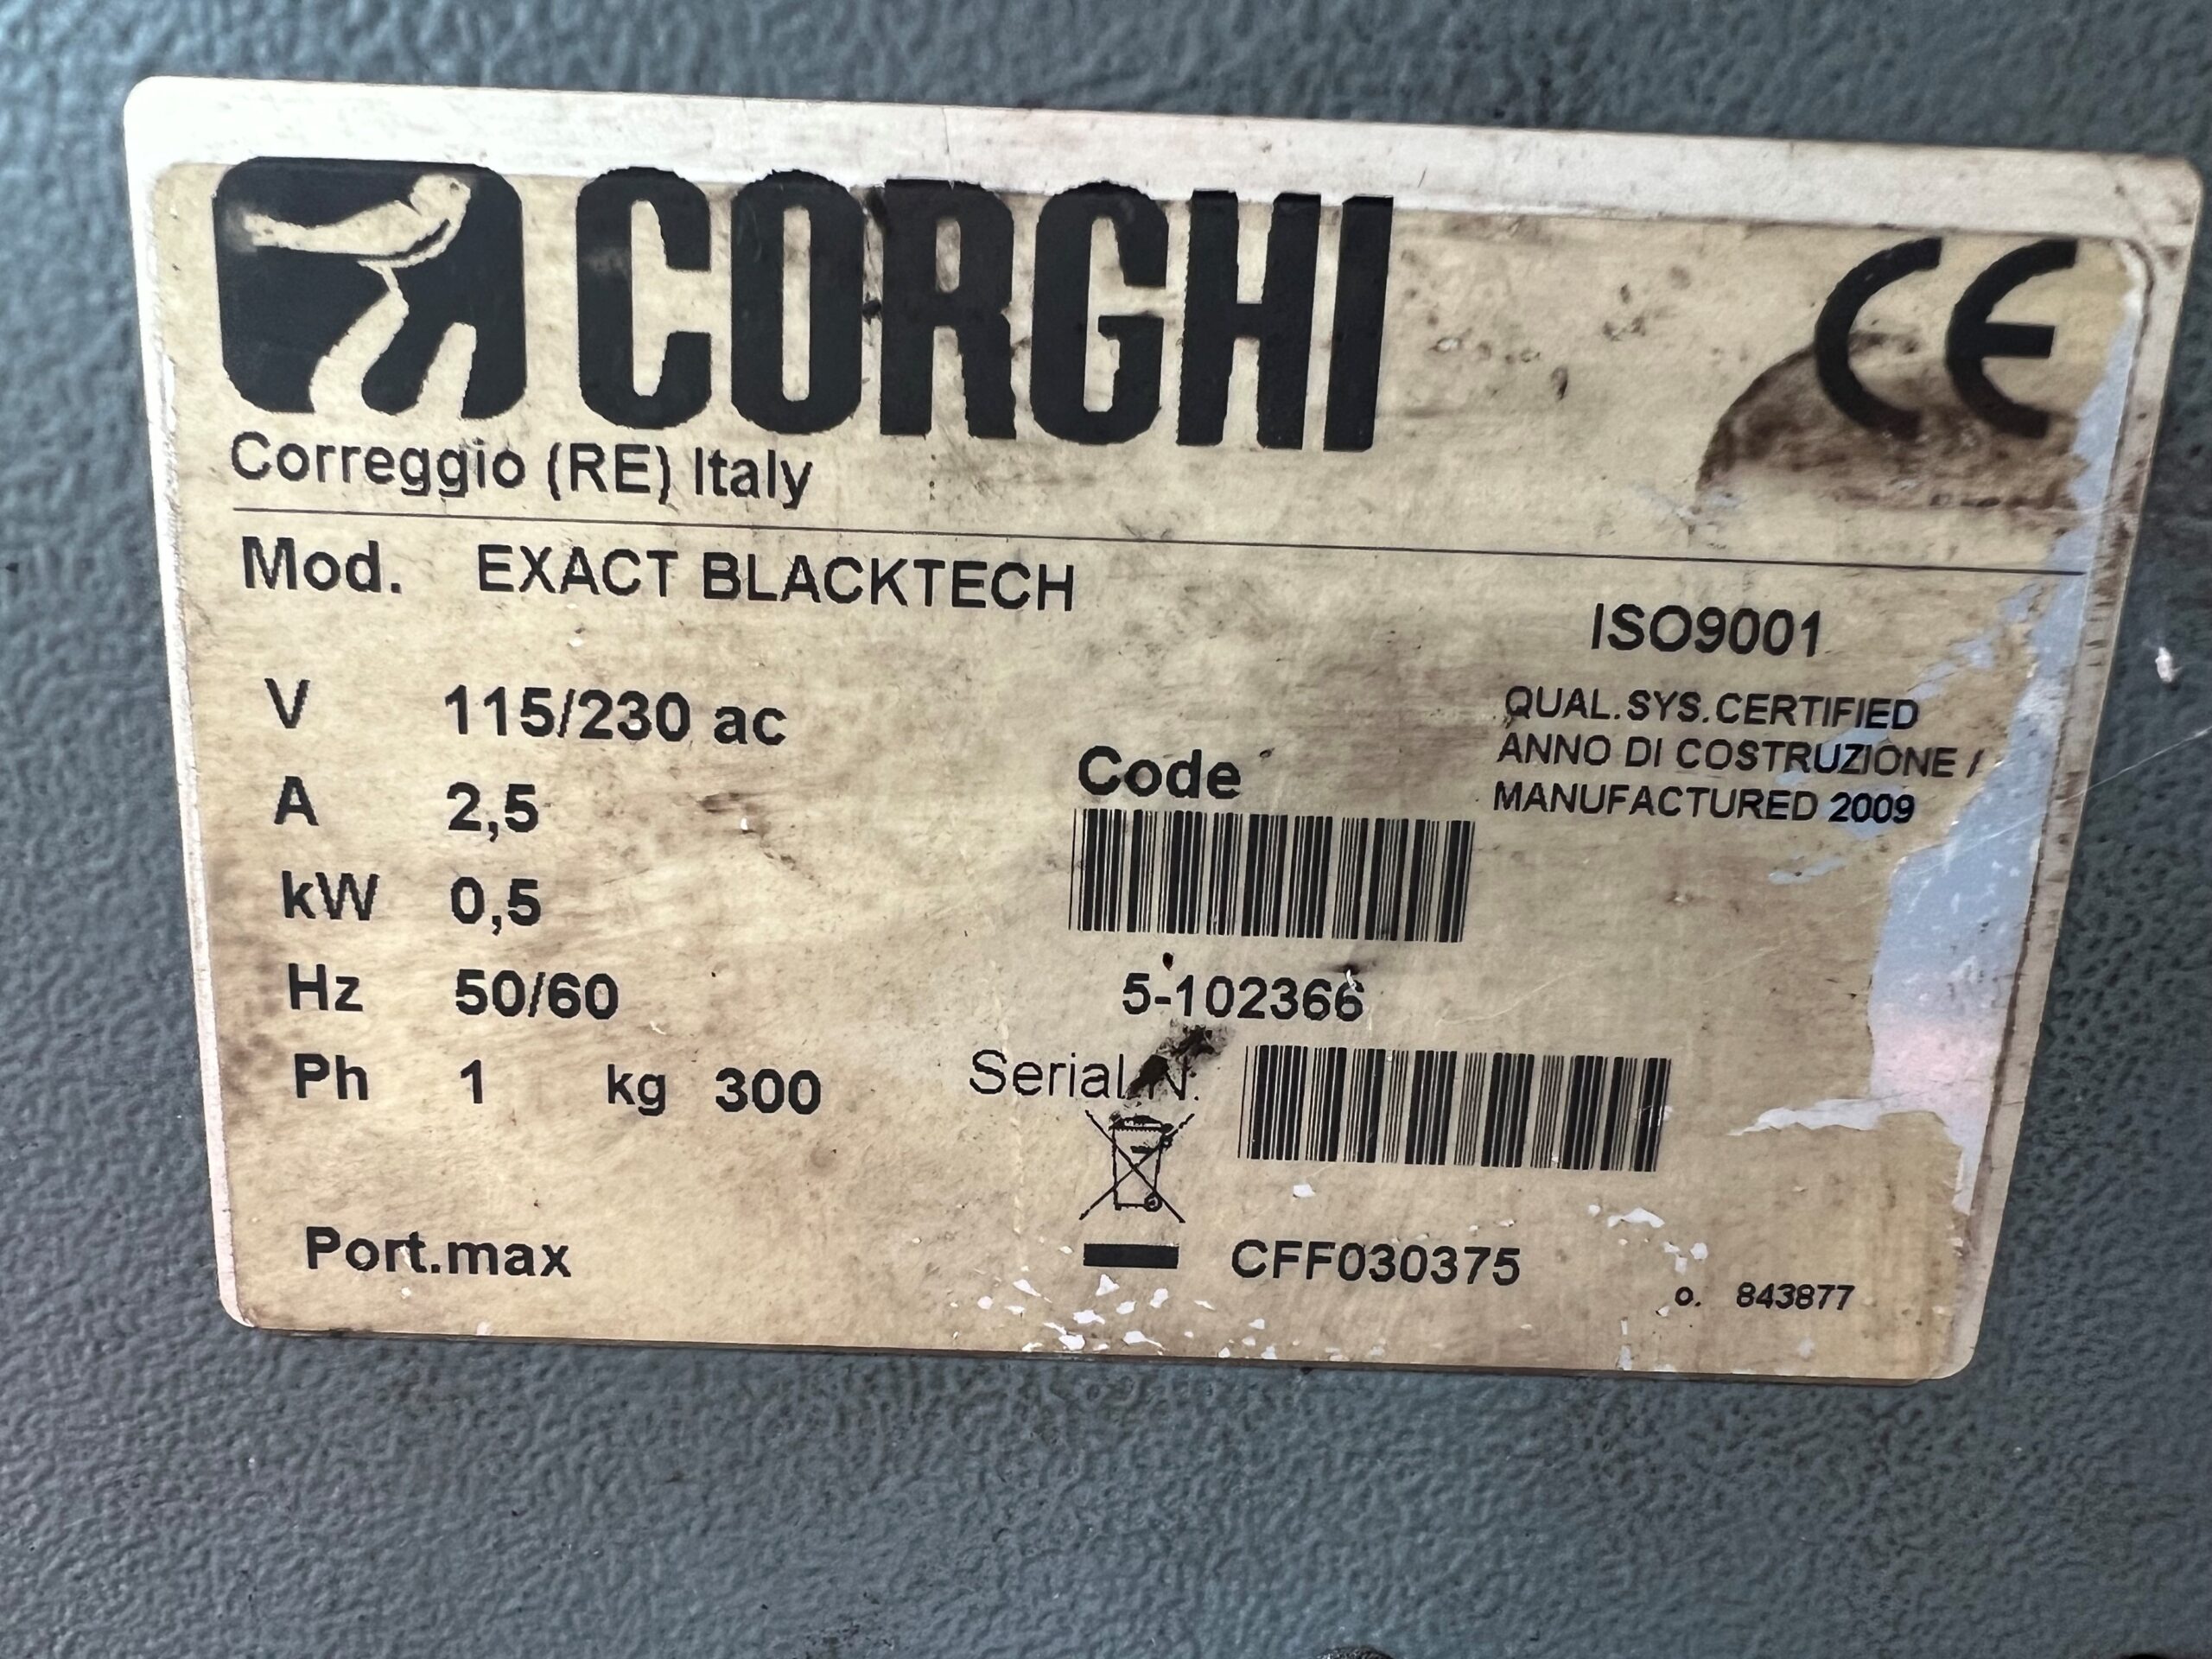 CORGHI CE
Correggio (RE) Italy
Mod. EXACT BLACKTECH
ISO9001
QUAL.SYS.CERTIFIED
ANNO DI COSTRUZIONE /
MANUFACTURED 2009
V 115/230 ac
A 2,5
kW 0,5
Hz 50/60
Ph 1 kg 300
Port.max
Code
5-102366
Serial N.
CFF030375
o. 843877